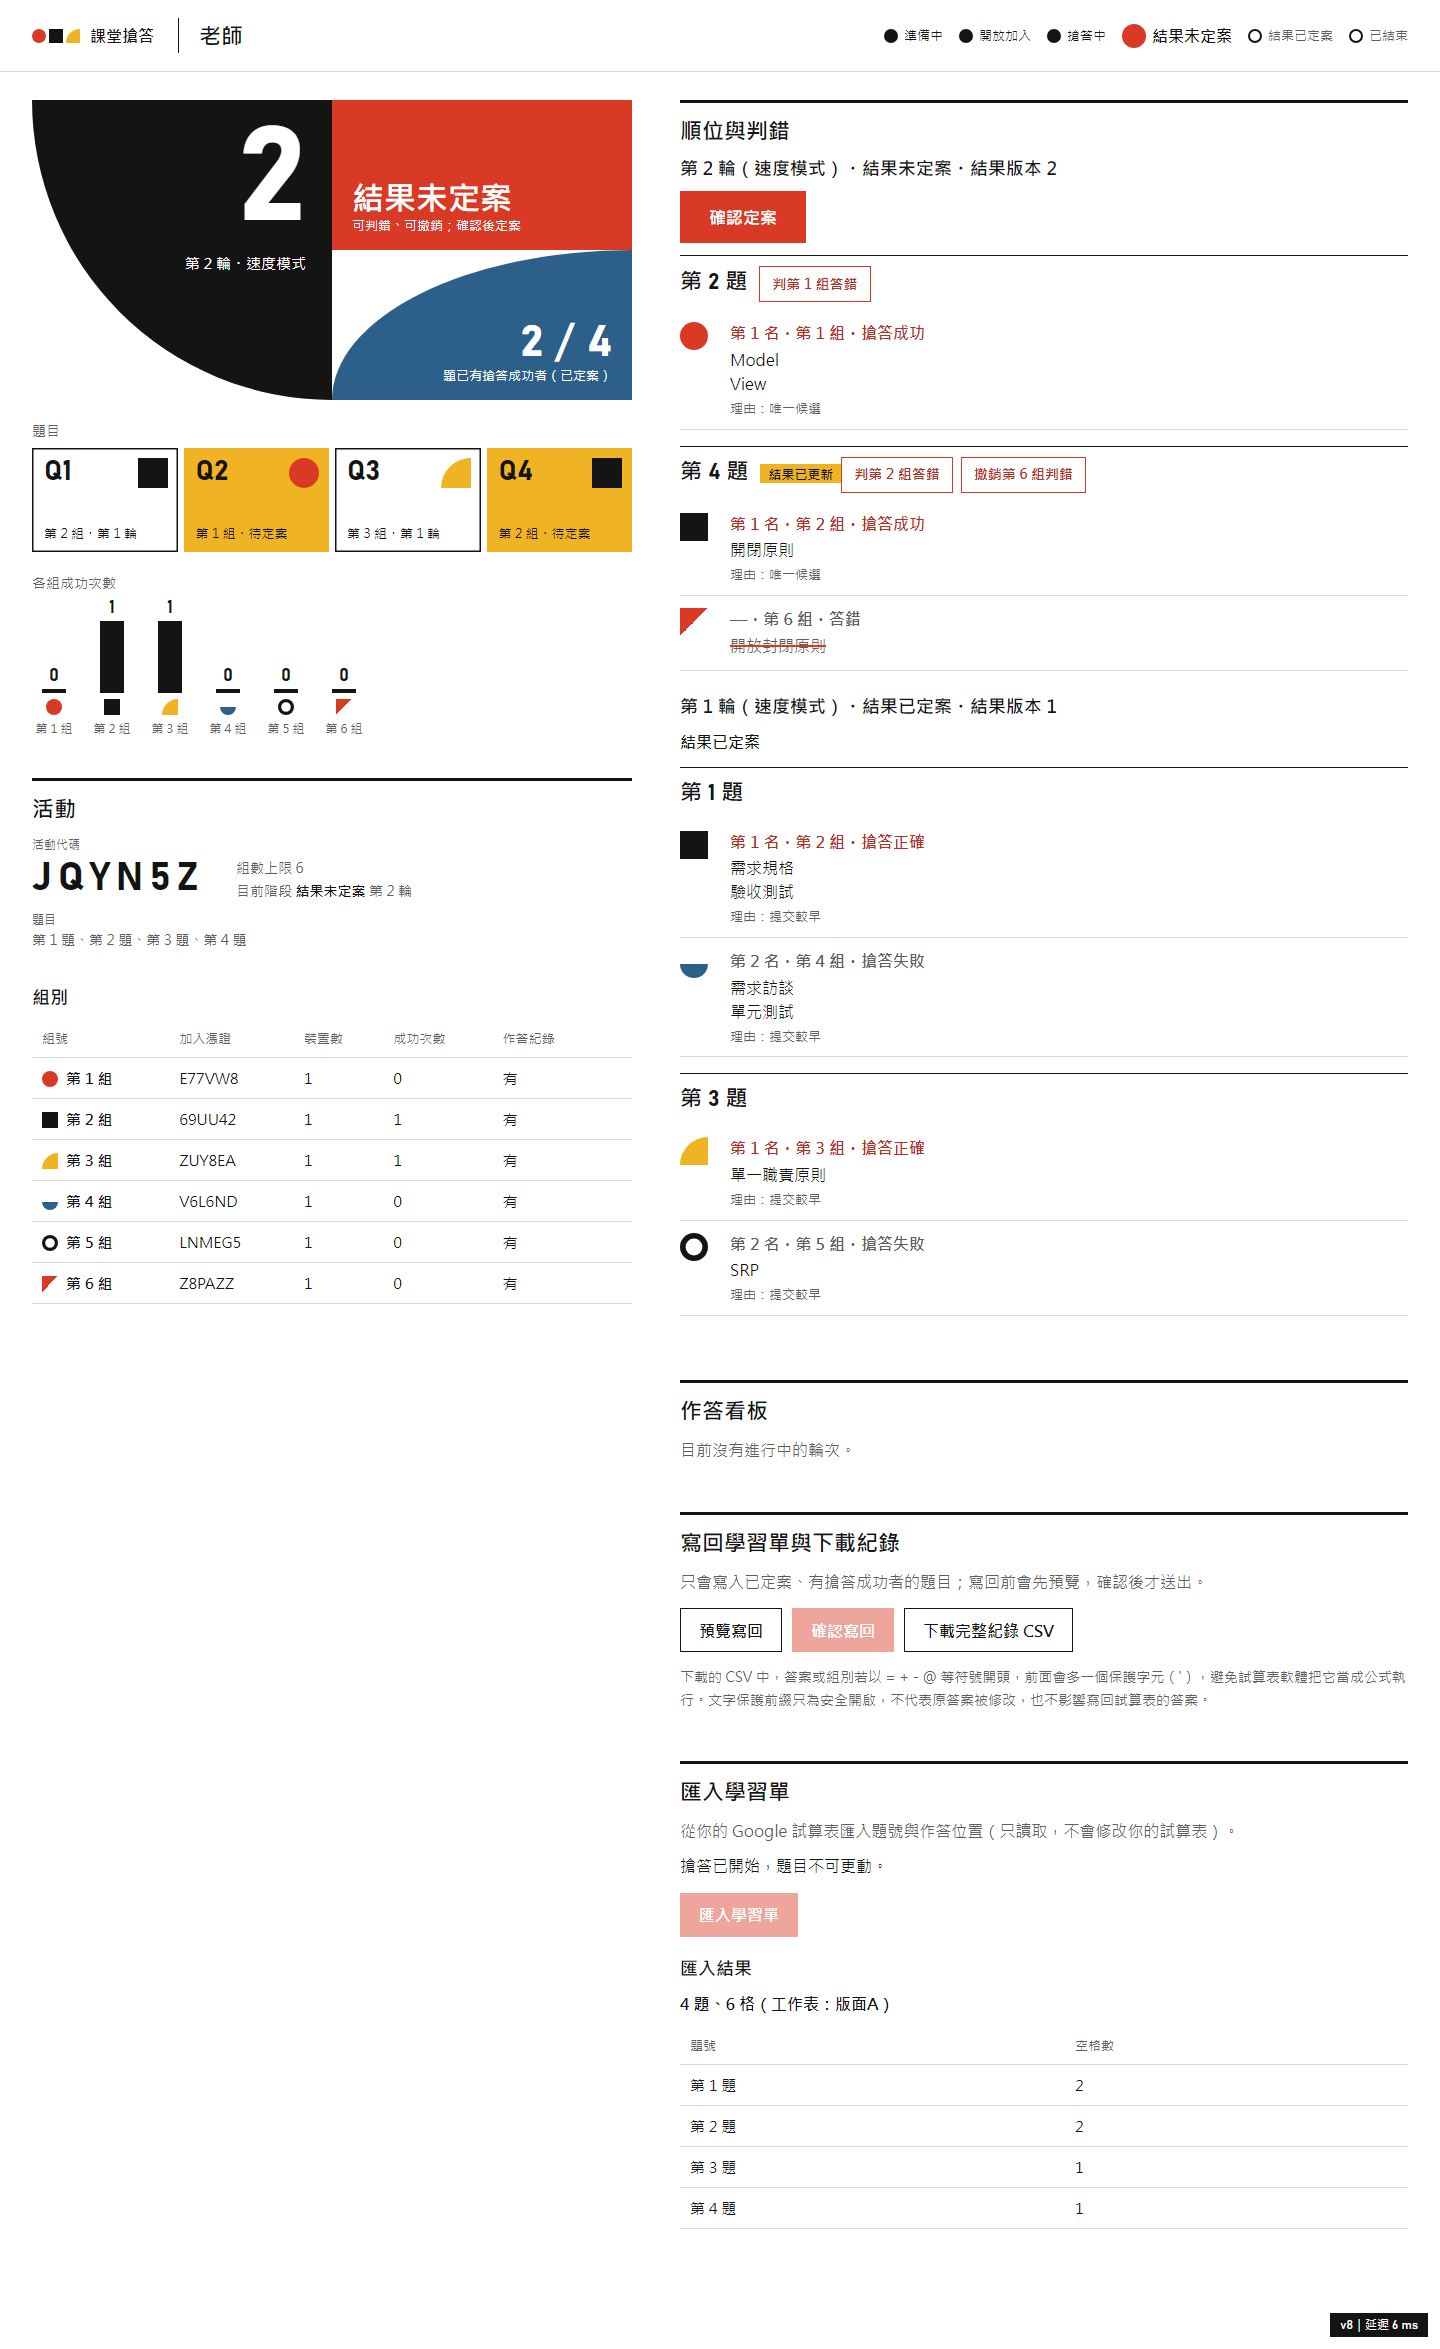 課堂搶答
老師
準備中
開放加入
搶答中
結果未定案
結果已定案
已結束
2
第 2 輪・速度模式
結果未定案
可判錯、可撤銷；確認後定案
2 / 4
題已有搶答成功者（已定案）
題目
Q1
第 2 組・第 1 輪
Q2
第 1 組・待定案
Q3
第 3 組・第 1 輪
Q4
第 2 組・待定案
各組成功次數
0
1
1
0
0
0
第 1 組
第 2 組
第 3 組
第 4 組
第 5 組
第 6 組
活動
活動代碼
JQYN5Z
組數上限 6
目前階段 結果未定案 第 2 輪
題目
第 1 題、第 2 題、第 3 題、第 4 題
組別
組號 加入憑證 裝置數 成功次數 作答紀錄
第 1 組 E77VW8 1 0 有
第 2 組 69UU42 1 1 有
第 3 組 ZUY8EA 1 1 有
第 4 組 V6L6ND 1 0 有
第 5 組 LNMEG5 1 0 有
第 6 組 Z8PAZZ 1 0 有
順位與判錯
第 2 輪（速度模式）・結果未定案・結果版本 2
確認定案
第 2 題 判第 1 組答錯
第 1 名・第 1 組・搶答成功
Model
View
理由：唯一候選
第 4 題 結果已更新 判第 2 組答錯 撤銷第 6 組判錯
第 1 名・第 2 組・搶答成功
開閉原則
理由：唯一候選
—・第 6 組・答錯
開放封閉原則
第 1 輪（速度模式）・結果已定案・結果版本 1
結果已定案
第 1 題
第 1 名・第 2 組・搶答正確
需求規格
驗收測試
理由：提交較早
第 2 名・第 4 組・搶答失敗
需求訪談
單元測試
理由：提交較早
第 3 題
第 1 名・第 3 組・搶答正確
單一職責原則
理由：提交較早
第 2 名・第 5 組・搶答失敗
SRP
理由：提交較早
作答看板
目前沒有進行中的輪次。
寫回學習單與下載紀錄
只會寫入已定案、有搶答成功者的題目；寫回前會先預覽，確認後才送出。
預覽寫回
確認寫回
下載完整紀錄 CSV
下載的 CSV 中，答案或組別若以 = + - @ 等符號開頭，前面會多一個保護字元（'），避免試算表軟體把它當成公式執
行。文字保護前綴只為安全開啟，不代表原答案被修改，也不影響寫回試算表的答案。
匯入學習單
從你的 Google 試算表匯入題號與作答位置（只讀取，不會修改你的試算表）。
搶答已開始，題目不可更動。
匯入學習單
匯入結果
4 題、6 格（工作表：版面A）
題號 空格數
第 1 題 2
第 2 題 2
第 3 題 1
第 4 題 1
v8 | 延遲 6 ms